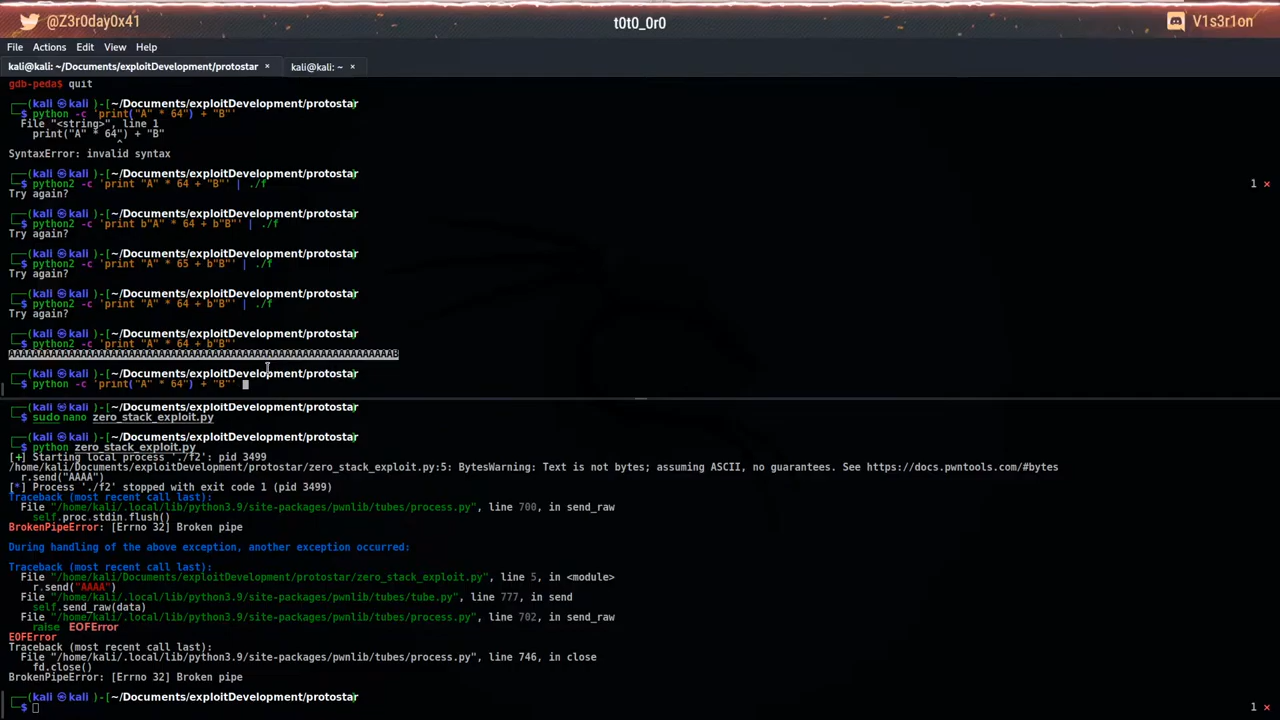 @Z3r0day0x41
t0t0_0r0
V1s3r1on
File Actions Edit View Help
kali@kali: ~/Documents/exploitDevelopment/protostar × kali@kali: ~ ×
gdb-peda$ quit
┌──(kali㉿kali)-[~/Documents/exploitDevelopment/protostar]
└─$ python -c 'print("A" * 64") + "B"'
File "<string>", line 1
print("A" * 64") + "B"
^
SyntaxError: invalid syntax
┌──(kali㉿kali)-[~/Documents/exploitDevelopment/protostar]
└─$ python2 -c 'print "A" * 64 + "B"' | ./f 1 ×
Try again?
┌──(kali㉿kali)-[~/Documents/exploitDevelopment/protostar]
└─$ python2 -c 'print b"A" * 64 + b"B"' | ./f
Try again?
┌──(kali㉿kali)-[~/Documents/exploitDevelopment/protostar]
└─$ python2 -c 'print "A" * 65 + b"B"' | ./f
Try again?
┌──(kali㉿kali)-[~/Documents/exploitDevelopment/protostar]
└─$ python2 -c 'print "A" * 64 + b"B"' | ./f
Try again?
┌──(kali㉿kali)-[~/Documents/exploitDevelopment/protostar]
└─$ python2 -c 'print "A" * 64 + b"B"'
AAAAAAAAAAAAAAAAAAAAAAAAAAAAAAAAAAAAAAAAAAAAAAAAAAAAAAAAAAAAAAAAB
┌──(kali㉿kali)-[~/Documents/exploitDevelopment/protostar]
└─$ python -c 'print("A" * 64") + "B"'
┌──(kali㉿kali)-[~/Documents/exploitDevelopment/protostar]
└─$ sudo nano zero_stack_exploit.py
┌──(kali㉿kali)-[~/Documents/exploitDevelopment/protostar]
└─$ python zero_stack_exploit.py
[+] Starting local process './f2': pid 3499
/home/kali/Documents/exploitDevelopment/protostar/zero_stack_exploit.py:5: BytesWarning: Text is not bytes; assuming ASCII, no guarantees. See https://docs.pwntools.com/#bytes
r.send("AAAA")
[*] Process './f2' stopped with exit code 1 (pid 3499)
Traceback (most recent call last):
File "/home/kali/.local/lib/python3.9/site-packages/pwnlib/tubes/process.py", line 700, in send_raw
self.proc.stdin.flush()
BrokenPipeError: [Errno 32] Broken pipe
During handling of the above exception, another exception occurred:
Traceback (most recent call last):
File "/home/kali/Documents/exploitDevelopment/protostar/zero_stack_exploit.py", line 5, in <module>
r.send("AAAA")
File "/home/kali/.local/lib/python3.9/site-packages/pwnlib/tubes/tube.py", line 777, in send
self.send_raw(data)
File "/home/kali/.local/lib/python3.9/site-packages/pwnlib/tubes/process.py", line 702, in send_raw
raise EOFError
EOFError
Traceback (most recent call last):
File "/home/kali/.local/lib/python3.9/site-packages/pwnlib/tubes/process.py", line 746, in close
fd.close()
BrokenPipeError: [Errno 32] Broken pipe
┌──(kali㉿kali)-[~/Documents/exploitDevelopment/protostar]
└─$ 1 ×